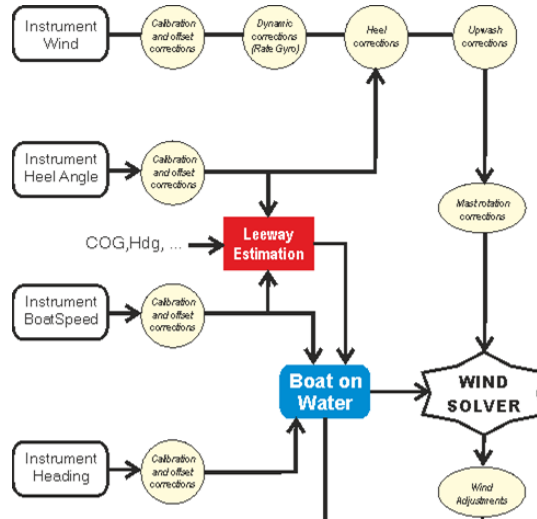 Instrument
Wind
Calibration
and offset
corrections
Dynamic
corrections
(Rate Gyro)
Heel
corrections
Upwash
corrections
Instrument
Heel Angle
Calibration
and offset
corrections
Mast rotation
corrections
COG,Hdg, ...
Leeway
Estimation
Instrument
BoatSpeed
Calibration
and offset
corrections
Boat on
Water
WIND
SOLVER
Instrument
Heading
Calibration
and offset
corrections
Wind
Adjustments